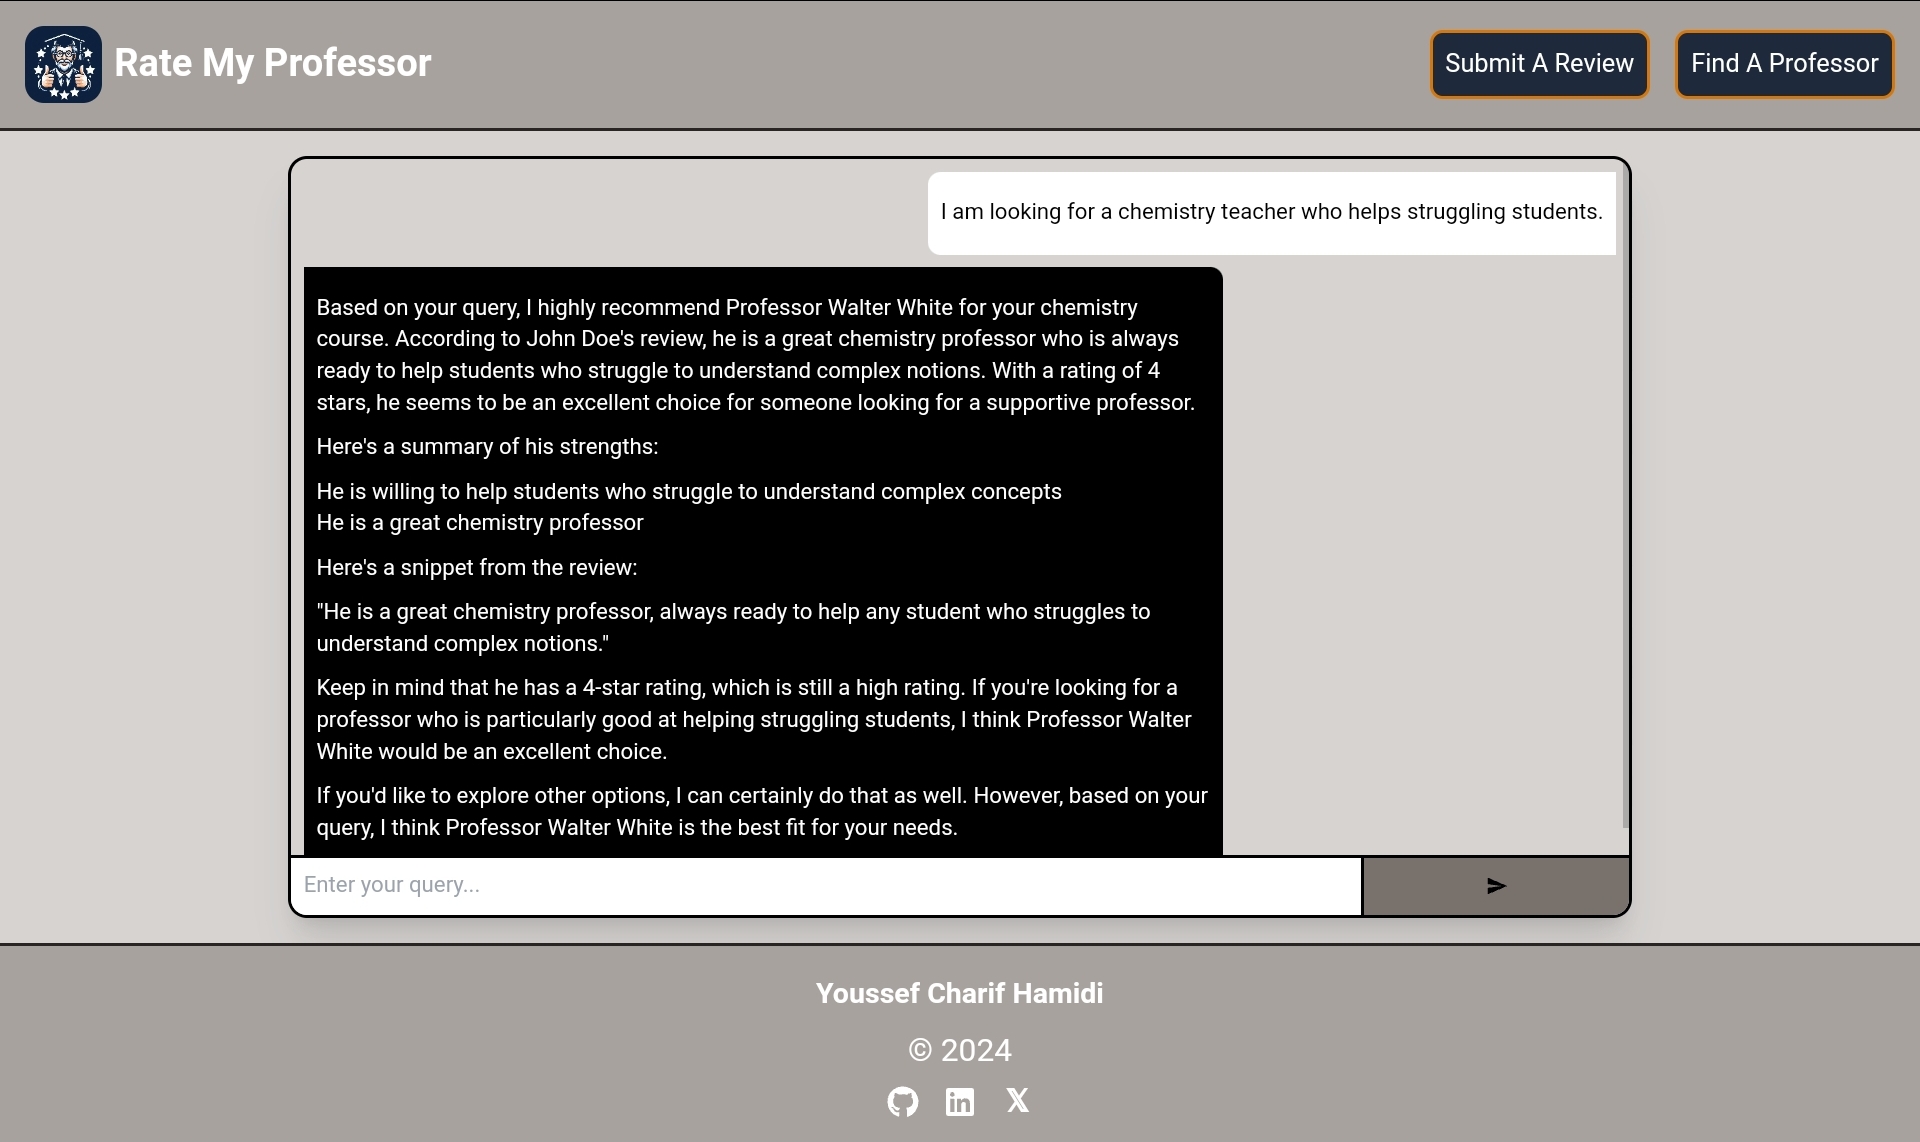 Rate My Professor
Submit A Review
Find A Professor
I am looking for a chemistry teacher who helps struggling students.
Based on your query, I highly recommend Professor Walter White for your chemistry
course. According to John Doe's review, he is a great chemistry professor who is always
ready to help students who struggle to understand complex notions. With a rating of 4
stars, he seems to be an excellent choice for someone looking for a supportive professor.
Here's a summary of his strengths:
He is willing to help students who struggle to understand complex concepts
He is a great chemistry professor
Here's a snippet from the review:
"He is a great chemistry professor, always ready to help any student who struggles to
understand complex notions."
Keep in mind that he has a 4-star rating, which is still a high rating. If you're looking for a
professor who is particularly good at helping struggling students, I think Professor Walter
White would be an excellent choice.
If you'd like to explore other options, I can certainly do that as well. However, based on your
query, I think Professor Walter White is the best fit for your needs.
Enter your query...
Youssef Charif Hamidi
© 2024